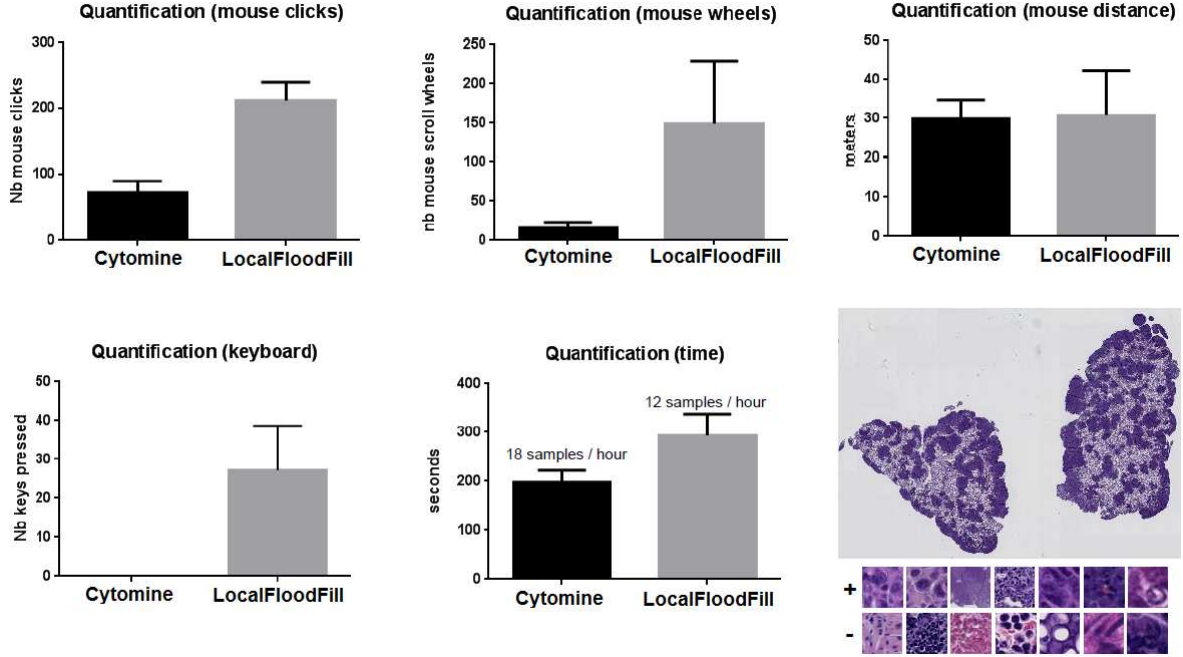 Quantification (mouse clicks)
Nb mouse clicks
300
200
100
0
Cytomine
LocalFloodFill
Quantification (mouse wheels)
nb mouse scroll wheels
250
200
150
100
50
0
Cytomine
LocalFloodFill
Quantification (mouse distance)
meters
50
40
30
20
10
0
Cytomine
LocalFloodFill
Quantification (keyboard)
Nb keys pressed
50
40
30
20
10
0
Cytomine
LocalFloodFill
Quantification (time)
seconds
400
300
200
100
0
18 samples / hour
12 samples / hour
Cytomine
LocalFloodFill
+
-